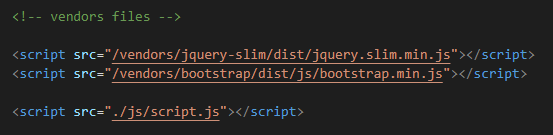 <!-- vendors files -->
<script src="/vendors/jquery-slim/dist/jquery.slim.min.js"></script>
<script src="/vendors/bootstrap/dist/js/bootstrap.min.js"></script>
<script src="./js/script.js"></script>